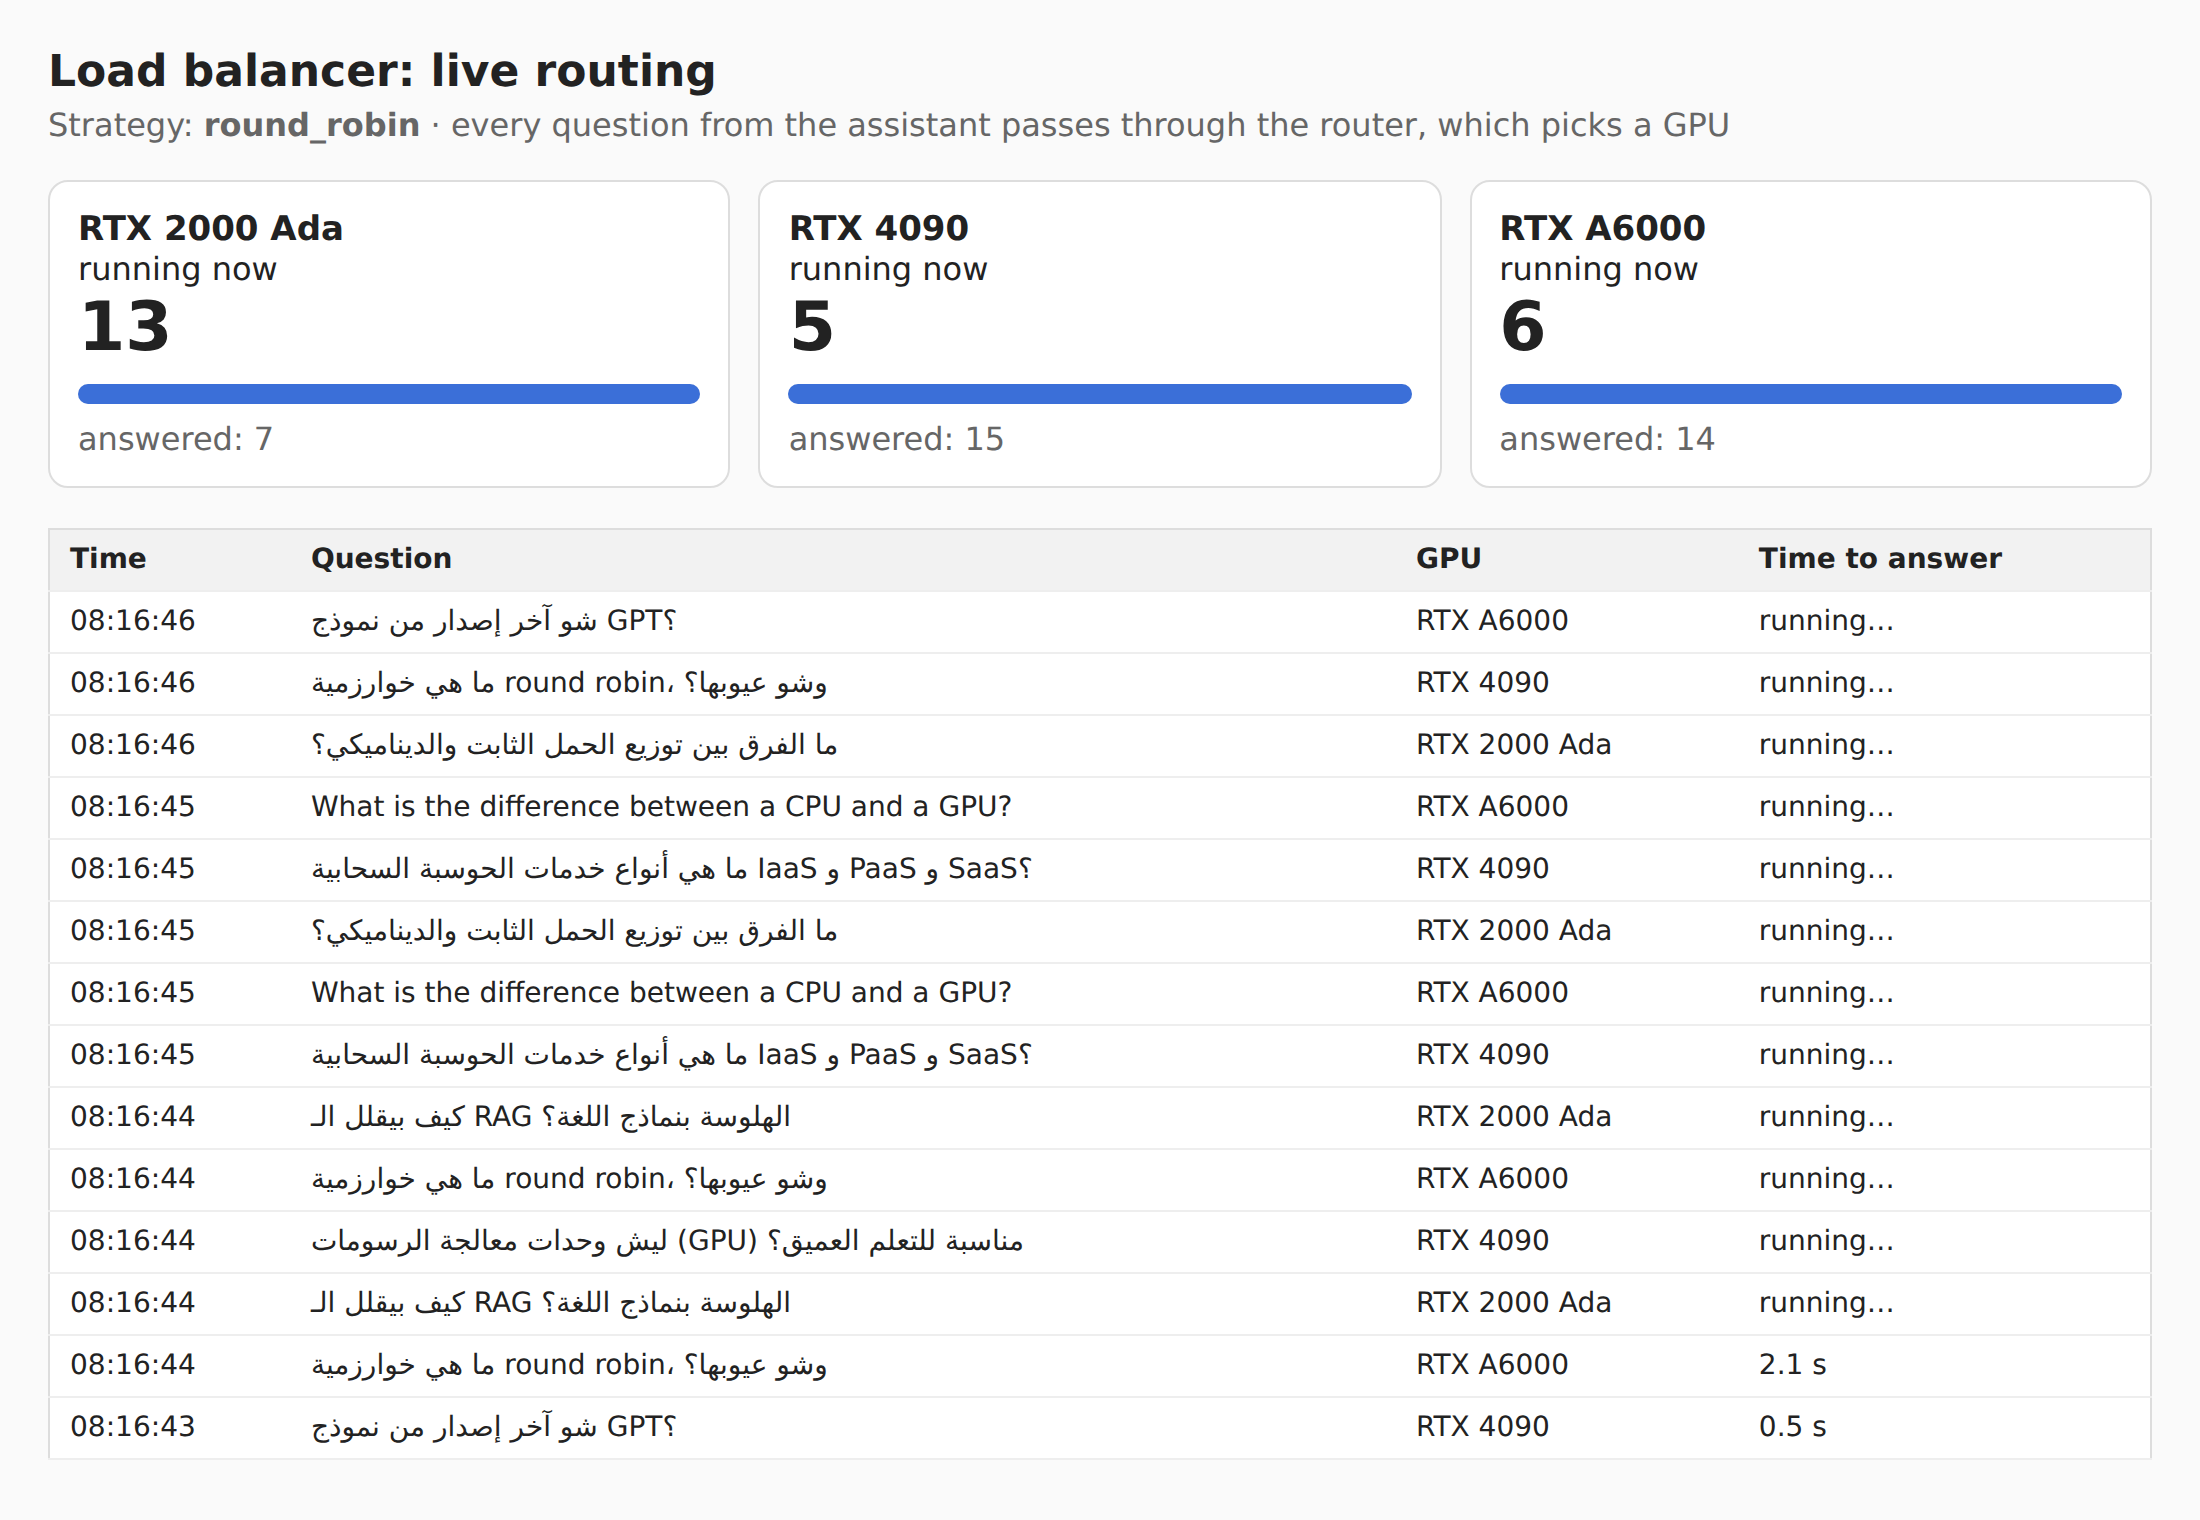 Load balancer: live routing
Strategy: round_robin · every question from the assistant passes through the router, which picks a GPU
RTX 2000 Ada
running now
13
answered: 7
RTX 4090
running now
5
answered: 15
RTX A6000
running now
6
answered: 14
Time Question GPU Time to answer
08:16:46 شو آخر إصدار من نموذج GPT؟ RTX A6000 running…
08:16:46 ما هي خوارزمية round robin، وشو عيوبها؟ RTX 4090 running…
08:16:46 ما الفرق بين توزيع الحمل الثابت والديناميكي؟ RTX 2000 Ada running…
08:16:45 What is the difference between a CPU and a GPU? RTX A6000 running…
08:16:45 ما هي أنواع خدمات الحوسبة السحابية IaaS و PaaS و SaaS؟ RTX 4090 running…
08:16:45 ما الفرق بين توزيع الحمل الثابت والديناميكي؟ RTX 2000 Ada running…
08:16:45 What is the difference between a CPU and a GPU? RTX A6000 running…
08:16:45 ما هي أنواع خدمات الحوسبة السحابية IaaS و PaaS و SaaS؟ RTX 4090 running…
08:16:44 كيف بيقلل الـ RAG الهلوسة بنماذج اللغة؟ RTX 2000 Ada running…
08:16:44 ما هي خوارزمية round robin، وشو عيوبها؟ RTX A6000 running…
08:16:44 ليش وحدات معالجة الرسومات (GPU) مناسبة للتعلم العميق؟ RTX 4090 running…
08:16:44 كيف بيقلل الـ RAG الهلوسة بنماذج اللغة؟ RTX 2000 Ada running…
08:16:44 ما هي خوارزمية round robin، وشو عيوبها؟ RTX A6000 2.1 s
08:16:43 شو آخر إصدار من نموذج GPT؟ RTX 4090 0.5 s